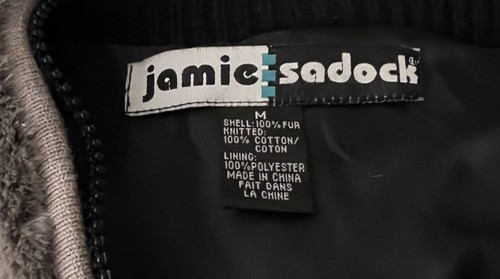 jamie sadock®
M
SHELL:100%FUR
KNITTED:
100% COTTON/
COTON
LINING:
100%POLYESTER
MADE IN CHINA
FAIT DANS
LA CHINE